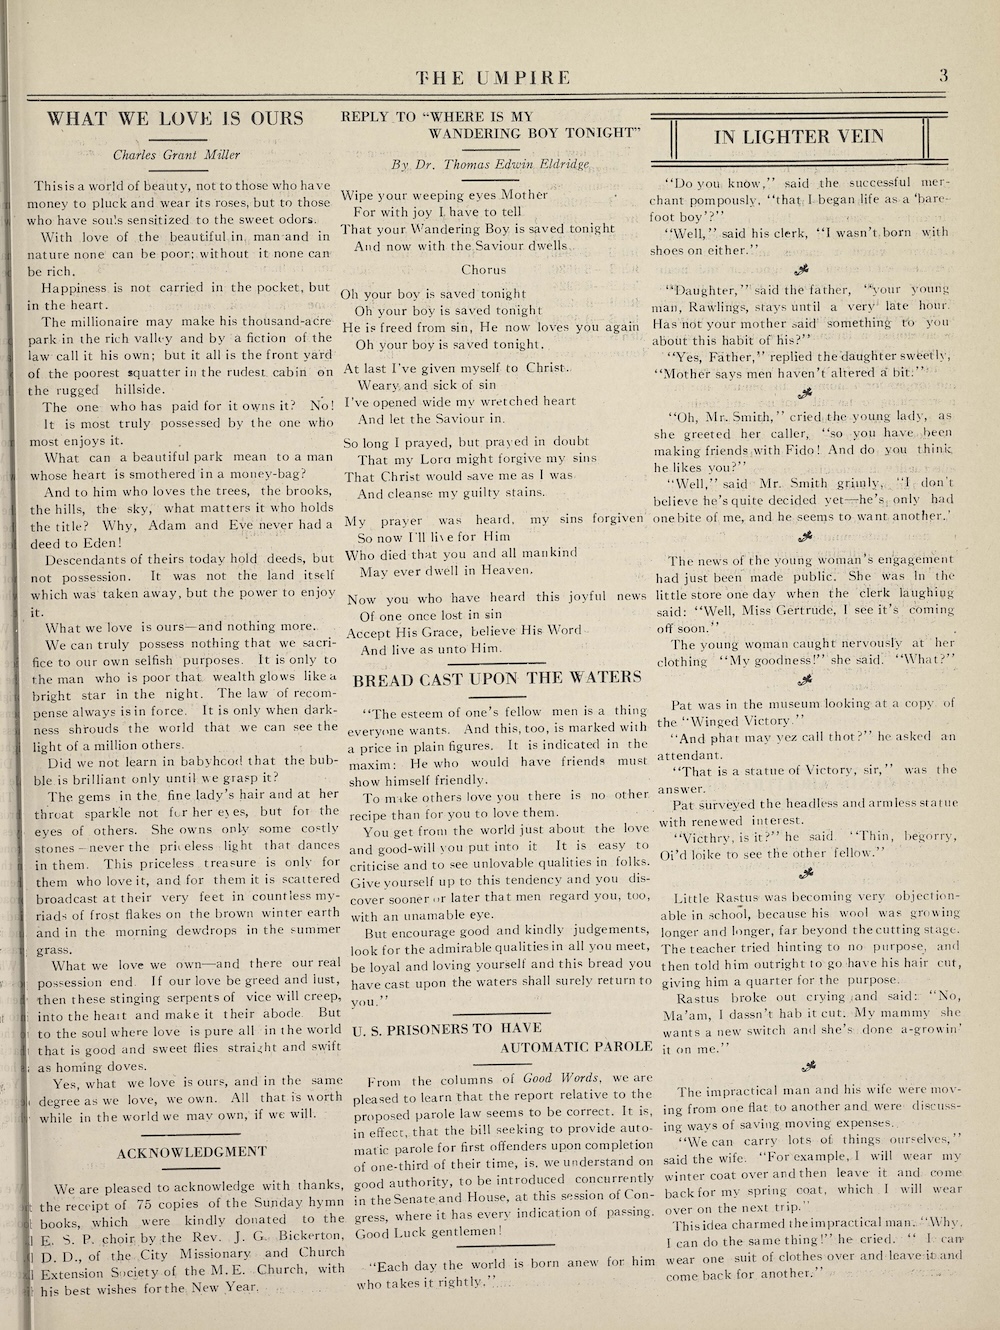 THE UMPIRE
3
WHAT WE LOVE IS OURS
Charles Grant Miller
This is a world of beauty, not to those who have
money to pluck and wear its roses, but to those
who have souls sensitized to the sweet odors.
With love of the beautiful in man and in
nature none can be poor; without it none can
be rich.
Happiness is not carried in the pocket, but
in the heart.
The millionaire may make his thousand-acre
park in the rich valley and by a fiction of the
law call it his own; but it all is the front yard
of the poorest squatter in the rudest cabin on
the rugged hillside.
The one who has paid for it owns it? No!
It is most truly possessed by the one who
most enjoys it.
What can a beautiful park mean to a man
whose heart is smothered in a money-bag?
And to him who loves the trees, the brooks,
the hills, the sky, what matters it who holds
the title? Why, Adam and Eve never had a
deed to Eden!
Descendants of theirs today hold deeds, but
not possession. It was not the land itself
which was taken away, but the power to enjoy
it.
What we love is ours—and nothing more.
We can truly possess nothing that we sacri-
fice to our own selfish purposes. It is only to
the man who is poor that wealth glows like a
bright star in the night. The law of recom-
pense always is in force. It is only when dark-
ness shrouds the world that we can see the
light of a million others.
Did we not learn in babyhood that the bub-
ble is brilliant only until we grasp it?
The gems in the fine lady's hair and at her
throat sparkle not for her eyes, but for the
eyes of others. She owns only some costly
stones—never the priceless light that dances
in them. This priceless treasure is only for
them who love it, and for them it is scattered
broadcast at their very feet in countless my-
riads of frost flakes on the brown winter earth
and in the morning dewdrops in the summer
grass.
What we love we own—and there our real
possession end. If our love be greed and lust,
then these stinging serpents of vice will creep,
into the heart and make it their abode. But
to the soul where love is pure all in the world
that is good and sweet flies straight and swift
as homing doves.
Yes, what we love is ours, and in the same
degree as we love, we own. All that is worth
while in the world we may own, if we will.
ACKNOWLEDGMENT
We are pleased to acknowledge with thanks,
the receipt of 75 copies of the Sunday hymn
books, which were kindly donated to the
E. S. P. choir by the Rev. J. G. Bickerton,
D. D., of the City Missionary and Church
Extension Society of the M. E. Church, with
his best wishes for the New Year.
REPLY TO "WHERE IS MY
WANDERING BOY TONIGHT"
By Dr. Thomas Edwin Eldridge
Wipe your weeping eyes Mother
For with joy I have to tell
That your Wandering Boy is saved tonight
And now with the Saviour dwells.
Chorus
Oh your boy is saved tonight
Oh your boy is saved tonight
He is freed from sin, He now loves you again
Oh your boy is saved tonight.
At last I've given myself to Christ.
Weary and sick of sin
I've opened wide my wretched heart
And let the Saviour in.
So long I prayed, but prayed in doubt
That my Lord might forgive my sins
That Christ would save me as I was
And cleanse my guilty stains.
My prayer was heard, my sins forgiven
So now I'll live for Him
Who died that you and all mankind
May ever dwell in Heaven.
Now you who have heard this joyful news
Of one once lost in sin
Accept His Grace, believe His Word
And live as unto Him.
BREAD CAST UPON THE WATERS
"The esteem of one's fellow men is a thing
everyone wants. And this, too, is marked with
a price in plain figures. It is indicated in the
maxim: He who would have friends must
show himself friendly.
To make others love you there is no other
recipe than for you to love them.
You get from the world just about the love
and good-will you put into it It is easy to
criticise and to see unlovable qualities in folks.
Give yourself up to this tendency and you dis-
cover sooner or later that men regard you, too,
with an unamable eye.
But encourage good and kindly judgements,
look for the admirable qualities in all you meet,
be loyal and loving yourself and this bread you
have cast upon the waters shall surely return to
you."
U. S. PRISONERS TO HAVE
AUTOMATIC PAROLE
From the columns of Good Words, we are
pleased to learn that the report relative to the
proposed parole law seems to be correct. It is,
in effect, that the bill seeking to provide auto-
matic parole for first offenders upon completion
of one-third of their time, is, we understand on
good authority, to be introduced concurrently
in the Senate and House, at this session of Con-
gress, where it has every indication of passing.
Good Luck gentlemen!
"Each day the world is born anew for him
who takes it rightly."
IN LIGHTER VEIN
"Do you know," said the successful mer-
chant pompously, "that I began life as a 'bare-
foot boy'?"
"Well," said his clerk, "I wasn't born with
shoes on either."
"Daughter," said the father, "your young
man, Rawlings, stays until a very late hour.
Has not your mother said something to you
about this habit of his?"
"Yes, Father," replied the daughter sweetly,
"Mother says men haven't altered a bit."
"Oh, Mr. Smith," cried the young lady, as
she greeted her caller, "so you have been
making friends with Fido! And do you think
he likes you?"
"Well," said Mr. Smith grimly, "I don't
believe he's quite decided yet—he's only had
one bite of me, and he seems to want another.'
The news of the young woman's engagement
had just been made public. She was in the
little store one day when the clerk laughing
said: "Well, Miss Gertrude, I see it's coming
off soon."
The young woman caught nervously at her
clothing "My goodness!" she said. "What?"
Pat was in the museum looking at a copy of
the "Winged Victory."
"And phat may yez call thot?" he asked an
attendant.
"That is a statue of Victory, sir," was the
answer.
Pat surveyed the headless and armless statue
with renewed interest.
"Victhry, is it?" he said. "Thin, begorry,
Oi'd loike to see the other fellow."
Little Rastus was becoming very objection-
able in school, because his wool was growing
longer and longer, far beyond the cutting stage.
The teacher tried hinting to no purpose, and
then told him outright to go have his hair cut,
giving him a quarter for the purpose.
Rastus broke out crying and said: "No,
Ma'am, I dassn't hab it cut. My mammy she
wants a new switch and she's done a-growin'
it on me."
The impractical man and his wife were mov-
ing from one flat to another and were discuss-
ing ways of saving moving expenses.
"We can carry lots of things ourselves,"
said the wife. "For example, I will wear my
winter coat over and then leave it and come
back for my spring coat, which I will wear
over on the next trip."
This idea charmed the impractical man. "Why,
I can do the same thing!" he cried. " I can
wear one suit of clothes over and leave it and
come back for another."